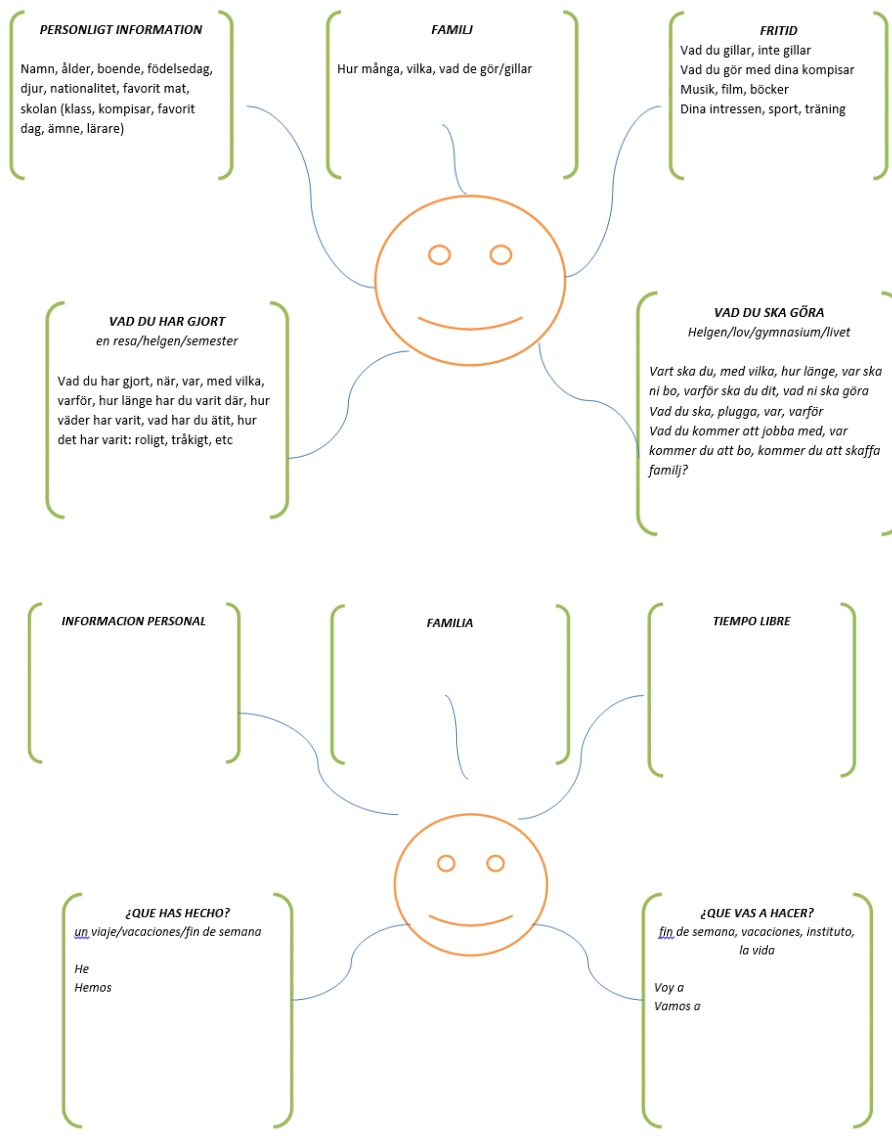 PERSONLIGT INFORMATION
Namn, ålder, boende, födelsedag,
djur, nationalitet, favorit mat,
skolan (klass, kompisar, favorit
dag, ämne, lärare)
FAMILJ
Hur många, vilka, vad de gör/gillar
FRITID
Vad du gillar, inte gillar
Vad du gör med dina kompisar
Musik, film, böcker
Dina intressen, sport, träning
VAD DU HAR GJORT
en resa/helgen/semester
Vad du har gjort, när, var, med vilka,
varför, hur länge har du varit där, hur
väder har varit, vad har du ätit, hur
det har varit: roligt, tråkigt, etc
VAD DU SKA GÖRA
Helgen/lov/gymnasium/livet
Vart ska du, med vilka, hur länge, var ska
ni bo, varför ska du dit, vad ni ska göra
Vad du ska, plugga, var, varför
Vad du kommer att jobba med, var
kommer du att bo, kommer du att skaffa
familj?
INFORMACION PERSONAL
FAMILIA
TIEMPO LIBRE
¿QUE HAS HECHO?
un viaje/vacaciones/fin de semana
He
Hemos
¿QUE VAS A HACER?
fin de semana, vacaciones, instituto,
la vida
Voy a
Vamos a